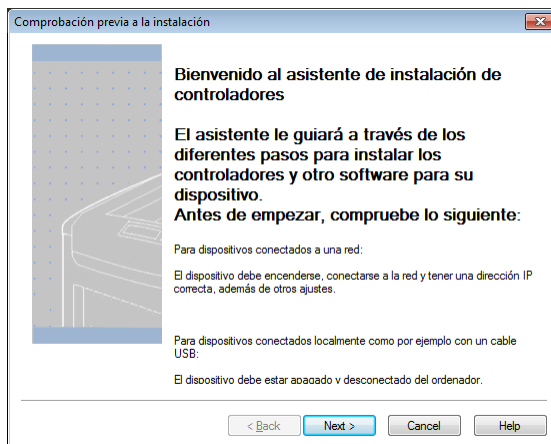 Comprobación previa a la instalación
Bienvenido al asistente de instalación de
controladores
El asistente le guiará a través de los
diferentes pasos para instalar los
controladores y otro software para su
dispositivo.
Antes de empezar, compruebe lo siguiente:
Para dispositivos conectados a una red:
El dispositivo debe encenderse, conectarse a la red y tener una dirección IP
correcta, además de otros ajustes.
Para dispositivos conectados localmente como por ejemplo con un cable
USB:
El dispositivo debe estar apagado y desconectado del ordenador.
< Back Next > Cancel Help